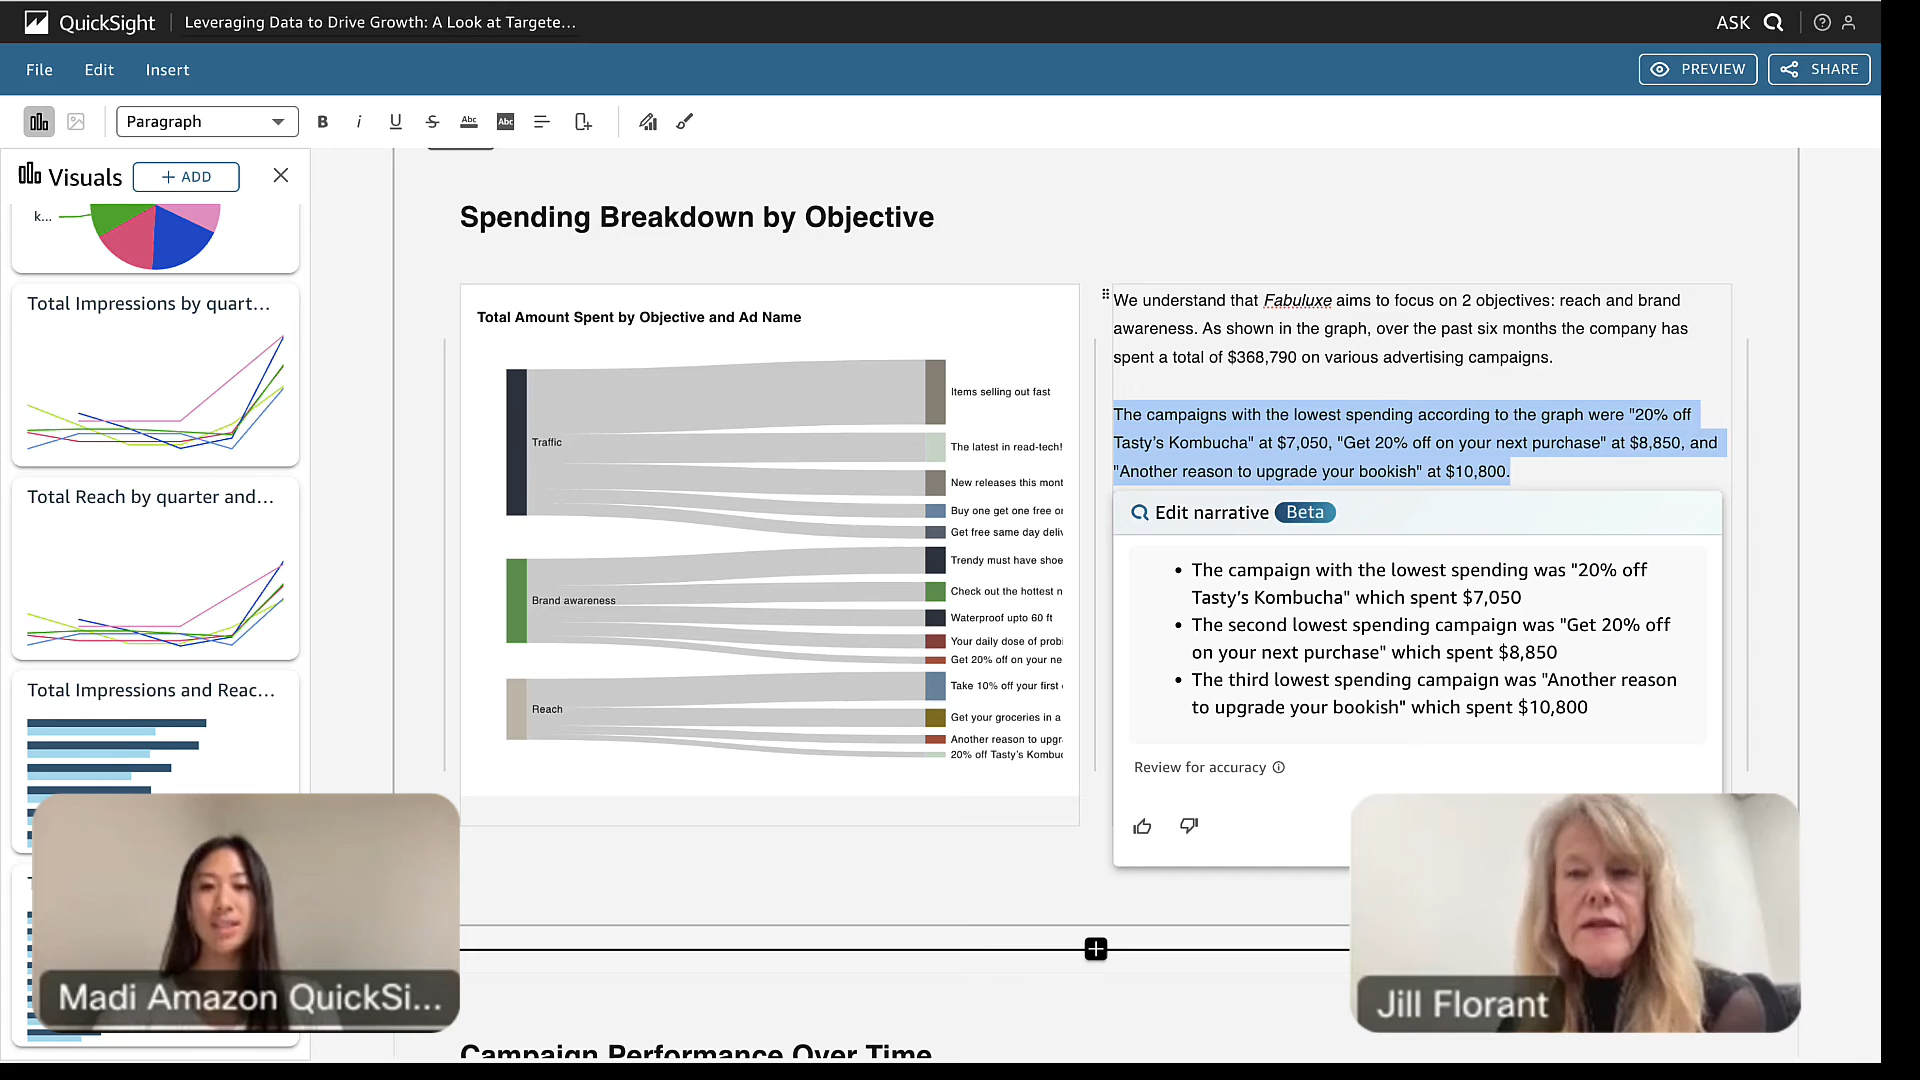 QuickSight
Leveraging Data to Drive Growth: A Look at Targete...
ASK
File
Edit
Insert
PREVIEW
SHARE
Paragraph
B
i
U
S
Abc
Abc
Visuals
+ ADD
k...
Total Impressions by quart...
Total Reach by quarter and...
Total Impressions and Reac...
Spending Breakdown by Objective
Total Amount Spent by Objective and Ad Name
Traffic
Brand awareness
Reach
Items selling out fast
The latest in read-tech!
New releases this mont
Buy one get one free or
Get free same day deliv
Trendy must have shoe
Check out the hottest n
Waterproof upto 60 ft
Your daily dose of probi
Get 20% off on your ne
Take 10% off your first
Get your groceries in a
Another reason to upgr
20% off Tasty's Kombuc
We understand that Fabuluxe aims to focus on 2 objectives: reach and brand
awareness. As shown in the graph, over the past six months the company has
spent a total of $368,790 on various advertising campaigns.
The campaigns with the lowest spending according to the graph were "20% off
Tasty's Kombucha" at $7,050, "Get 20% off on your next purchase" at $8,850, and
"Another reason to upgrade your bookish" at $10,800.
Edit narrative Beta
• The campaign with the lowest spending was "20% off
Tasty's Kombucha" which spent $7,050
• The second lowest spending campaign was "Get 20% off
on your next purchase" which spent $8,850
• The third lowest spending campaign was "Another reason
to upgrade your bookish" which spent $10,800
Review for accuracy
Madi Amazon QuickSi...
Jill Florant
Campaign Performance Over Time